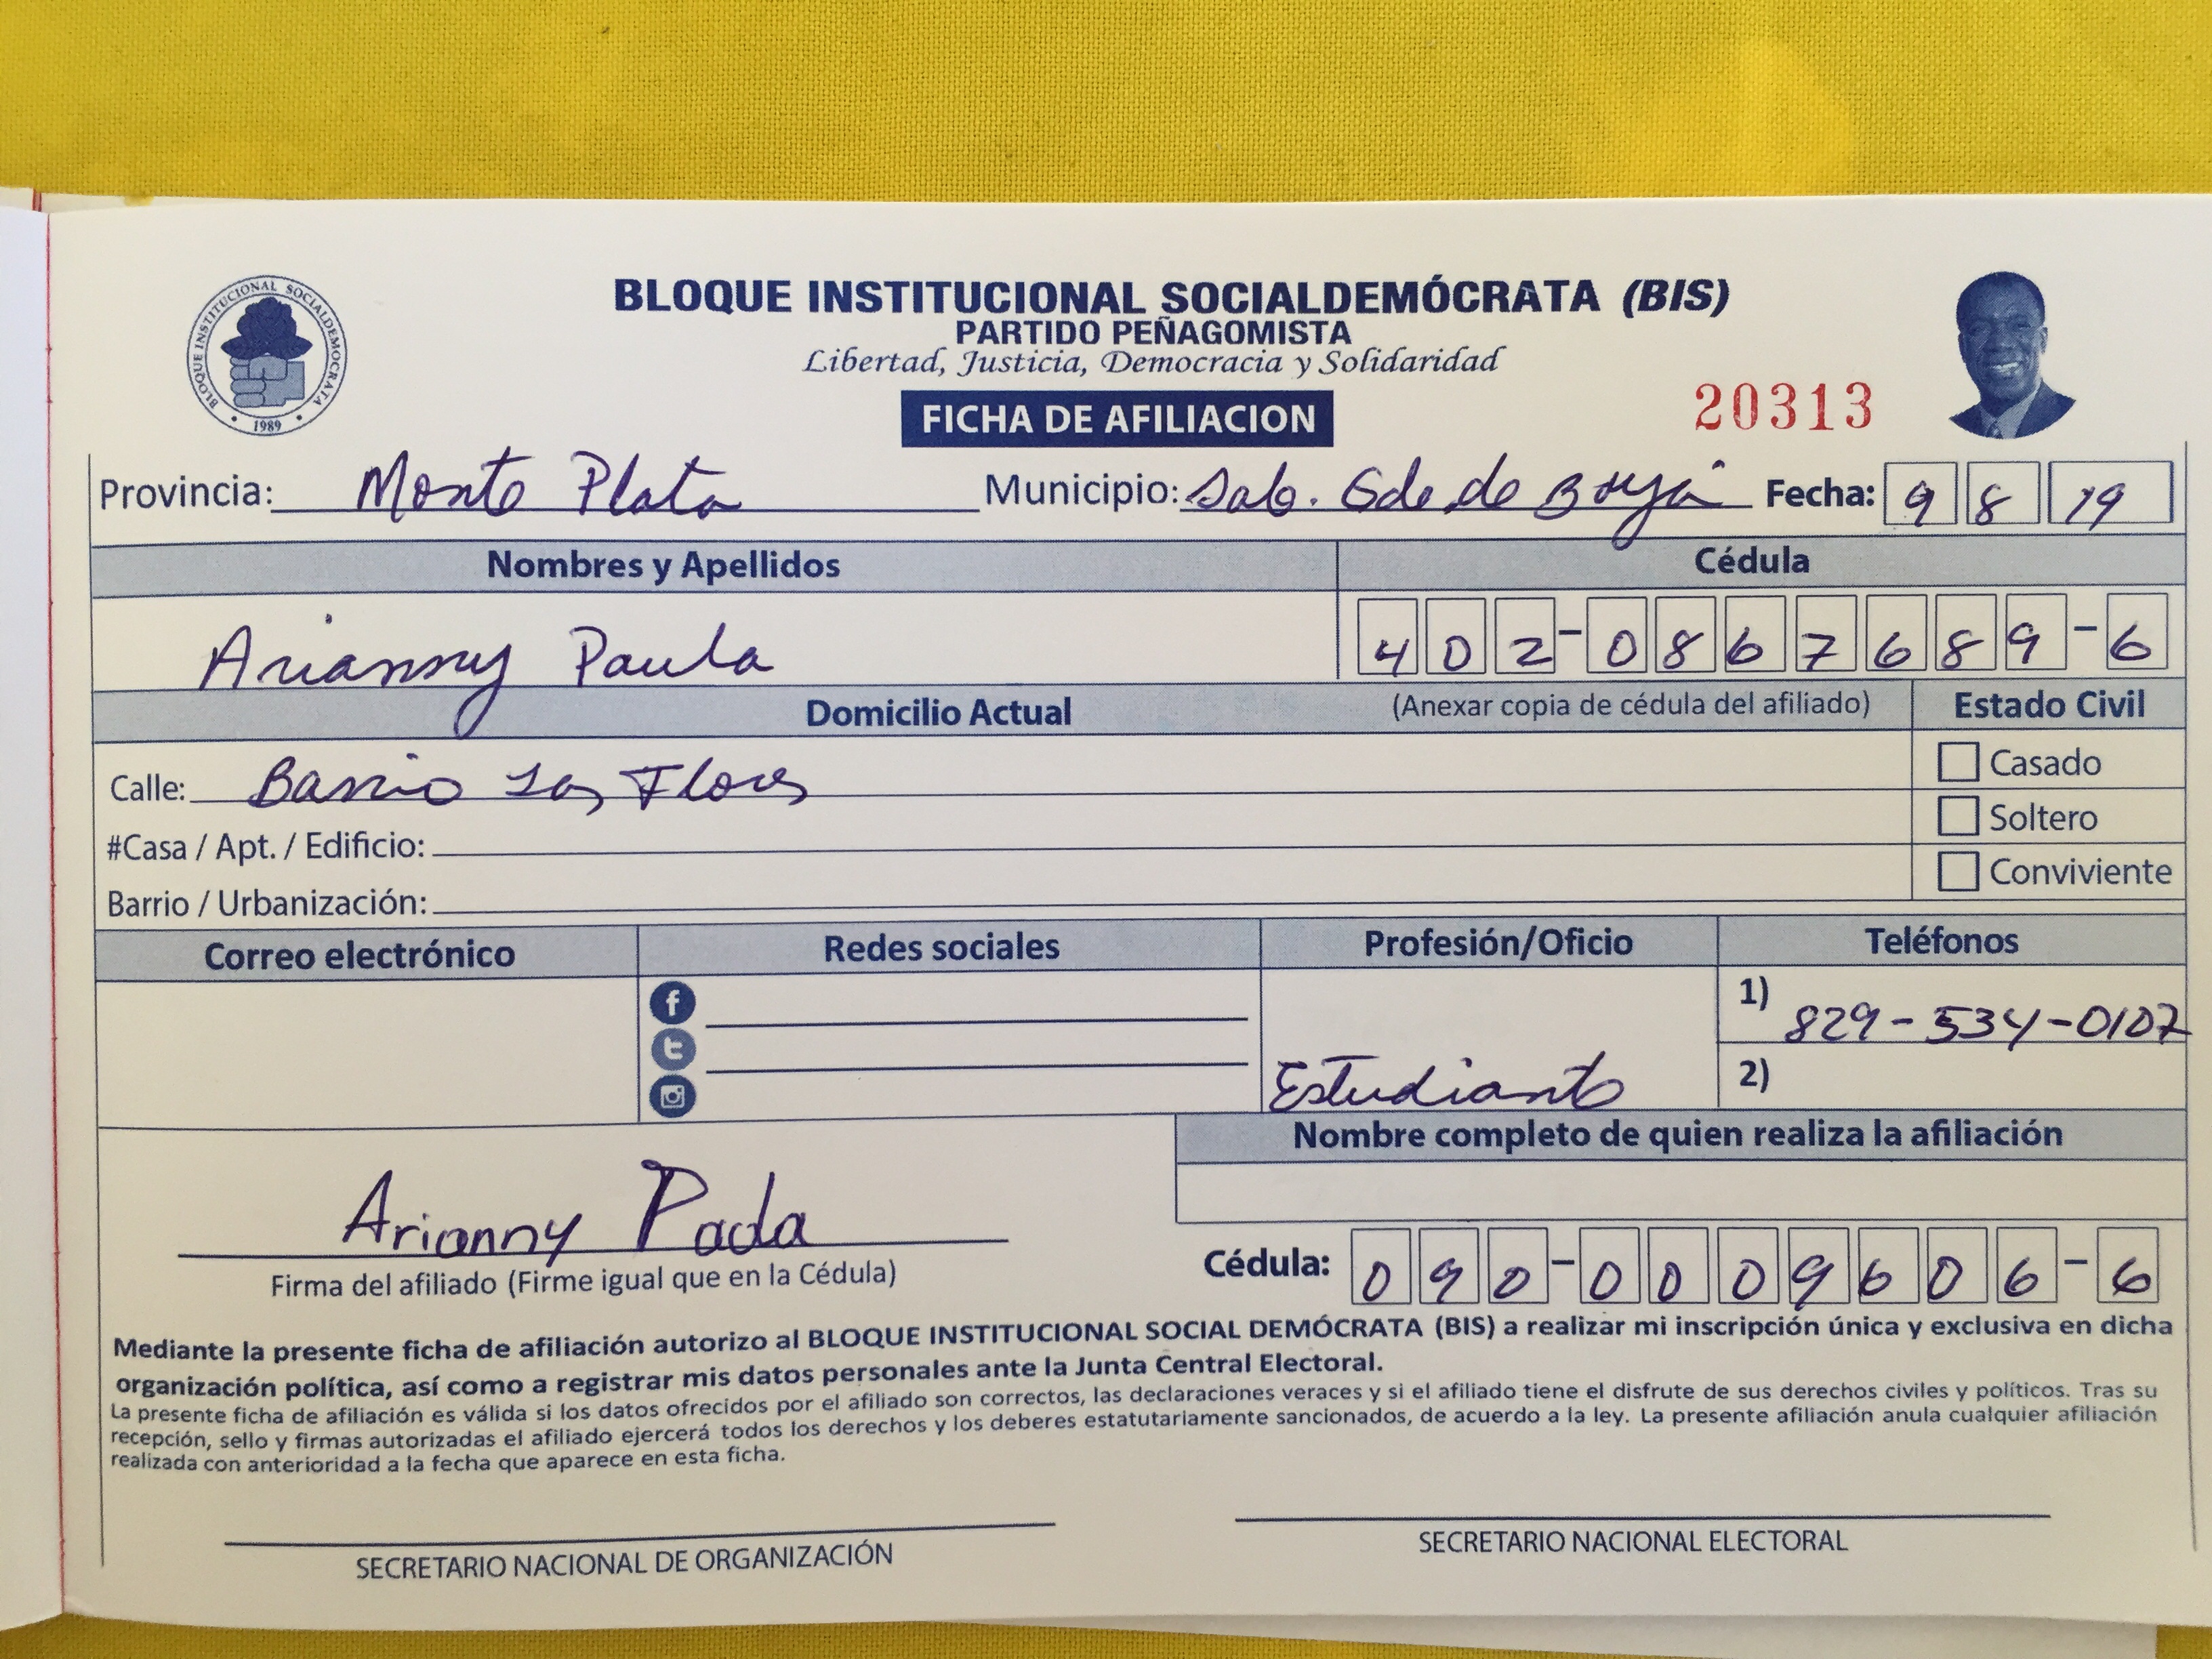 BLOQUE INSTITUCIONAL SOCIALDEMOCRATA
1989
BLOQUE INSTITUCIONAL SOCIALDEMÓCRATA (BIS)
PARTIDO PEÑAGOMISTA
Libertad, Justicia, Democracia y Solidaridad
FICHA DE AFILIACION
20313
Provincia: Monte Plata Municipio: Sab. Gde de Boyá Fecha: 9 8 19
Nombres y Apellidos Cédula
Arianny Paula 402-0867689-6
Domicilio Actual (Anexar copia de cédula del afiliado) Estado Civil
Calle: Barrio Las Flores Casado
#Casa / Apt. / Edificio: Soltero
Barrio / Urbanización: Conviviente
Correo electrónico Redes sociales Profesión/Oficio Teléfonos
1) 829-534-0107
Estudiante 2)
Nombre completo de quien realiza la afiliación
Arianny Paula
Firma del afiliado (Firme igual que en la Cédula) Cédula: 090-0009606-6
Mediante la presente ficha de afiliación autorizo al BLOQUE INSTITUCIONAL SOCIAL DEMÓCRATA (BIS) a realizar mi inscripción única y exclusiva en dicha
organización política, así como a registrar mis datos personales ante la Junta Central Electoral.
La presente ficha de afiliación es válida si los datos ofrecidos por el afiliado son correctos, las declaraciones veraces y si el afiliado tiene el disfrute de sus derechos civiles y políticos. Tras su
recepción, sello y firmas autorizadas el afiliado ejercerá todos los derechos y los deberes estatutariamente sancionados, de acuerdo a la ley. La presente afiliación anula cualquier afiliación
realizada con anterioridad a la fecha que aparece en esta ficha.
SECRETARIO NACIONAL DE ORGANIZACIÓN SECRETARIO NACIONAL ELECTORAL